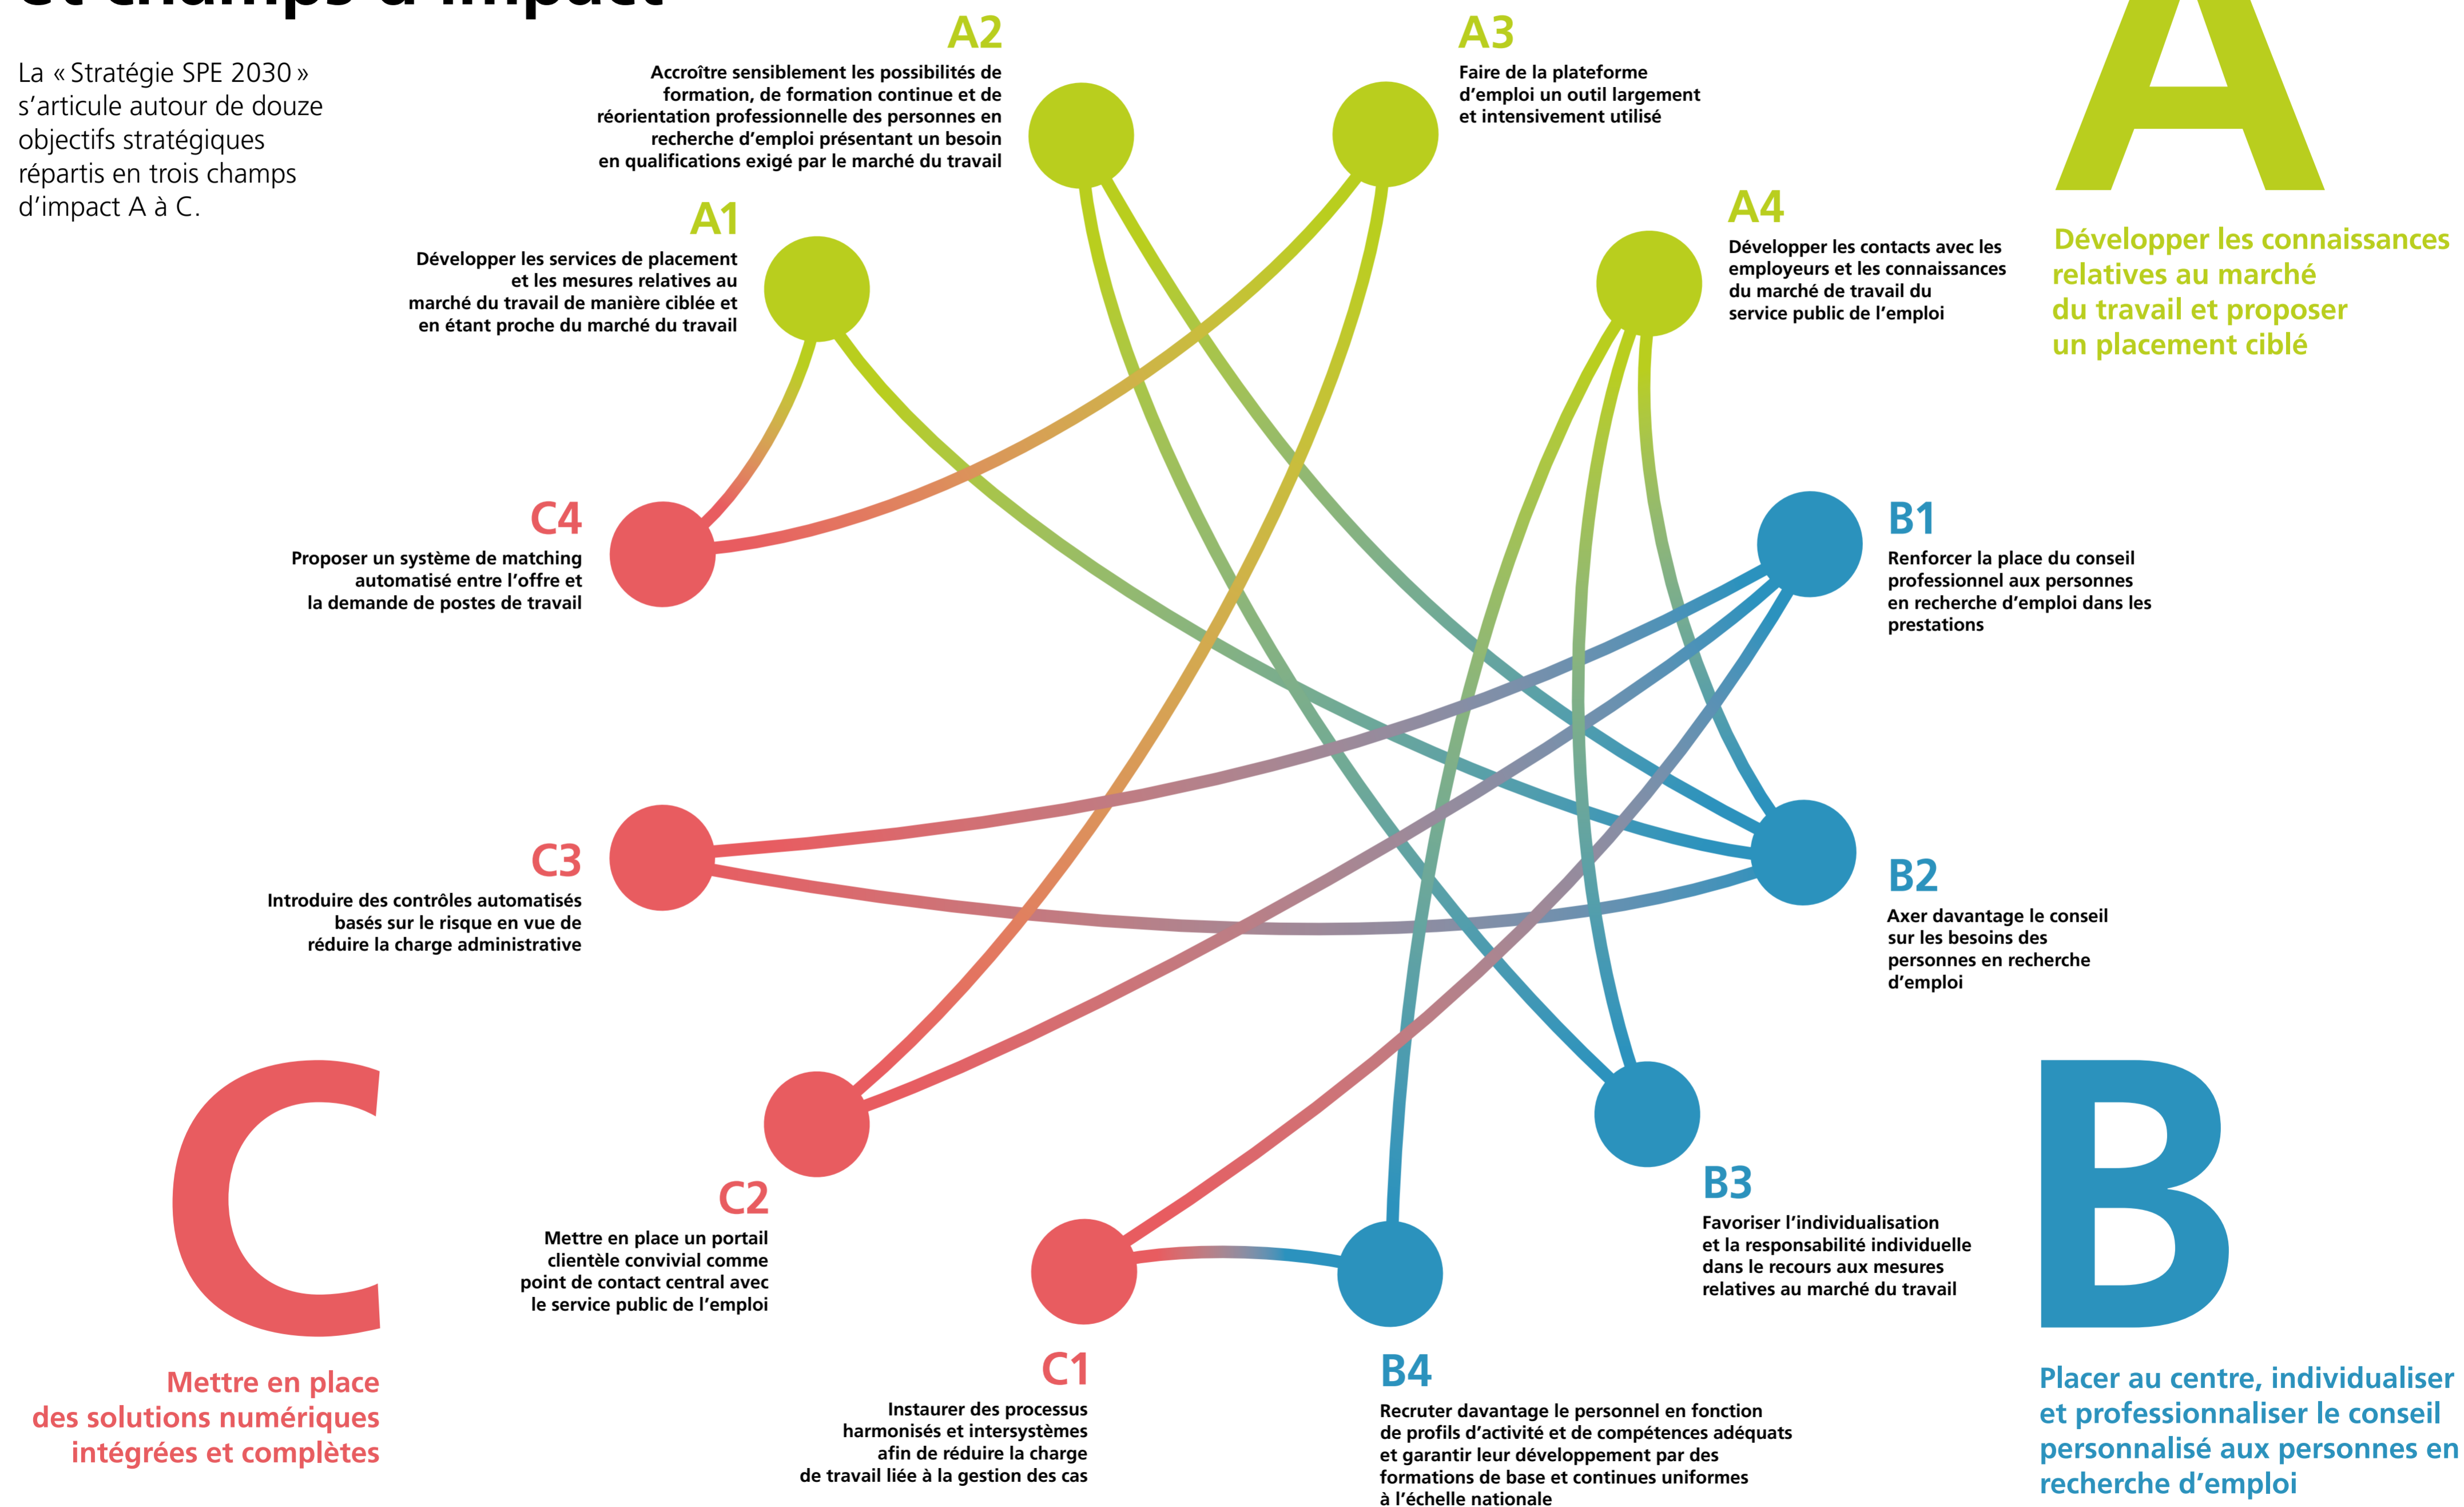 et champs d'impact
La « Stratégie SPE 2030 »
s’articule autour de douze
objectifs stratégiques
répartis en trois champs
d’impact A à C.
A2
Accroître sensiblement les possibilités de
formation, de formation continue et de
réorientation professionnelle des personnes en
recherche d’emploi présentant un besoin
en qualifications exigé par le marché du travail
A3
Faire de la plateforme
d’emploi un outil largement
et intensivement utilisé
A
Développer les connaissances
relatives au marché
du travail et proposer
un placement ciblé
A1
Développer les services de placement
et les mesures relatives au
marché du travail de manière ciblée et
en étant proche du marché du travail
A4
Développer les contacts avec les
employeurs et les connaissances
du marché de travail du
service public de l’emploi
C4
Proposer un système de matching
automatisé entre l’offre et
la demande de postes de travail
B1
Renforcer la place du conseil
professionnel aux personnes
en recherche d’emploi dans les
prestations
C3
Introduire des contrôles automatisés
basés sur le risque en vue de
réduire la charge administrative
B2
Axer davantage le conseil
sur les besoins des
personnes en recherche
d’emploi
C
Mettre en place
des solutions numériques
intégrées et complètes
C2
Mettre en place un portail
clientèle convivial comme
point de contact central avec
le service public de l’emploi
B3
Favoriser l’individualisation
et la responsabilité individuelle
dans le recours aux mesures
relatives au marché du travail
B
Placer au centre, individualiser
et professionnaliser le conseil
personnalisé aux personnes en
recherche d’emploi
C1
Instaurer des processus
harmonisés et intersystèmes
afin de réduire la charge
de travail liée à la gestion des cas
B4
Recruter davantage le personnel en fonction
de profils d’activité et de compétences adéquats
et garantir leur développement par des
formations de base et continues uniformes
à l’échelle nationale